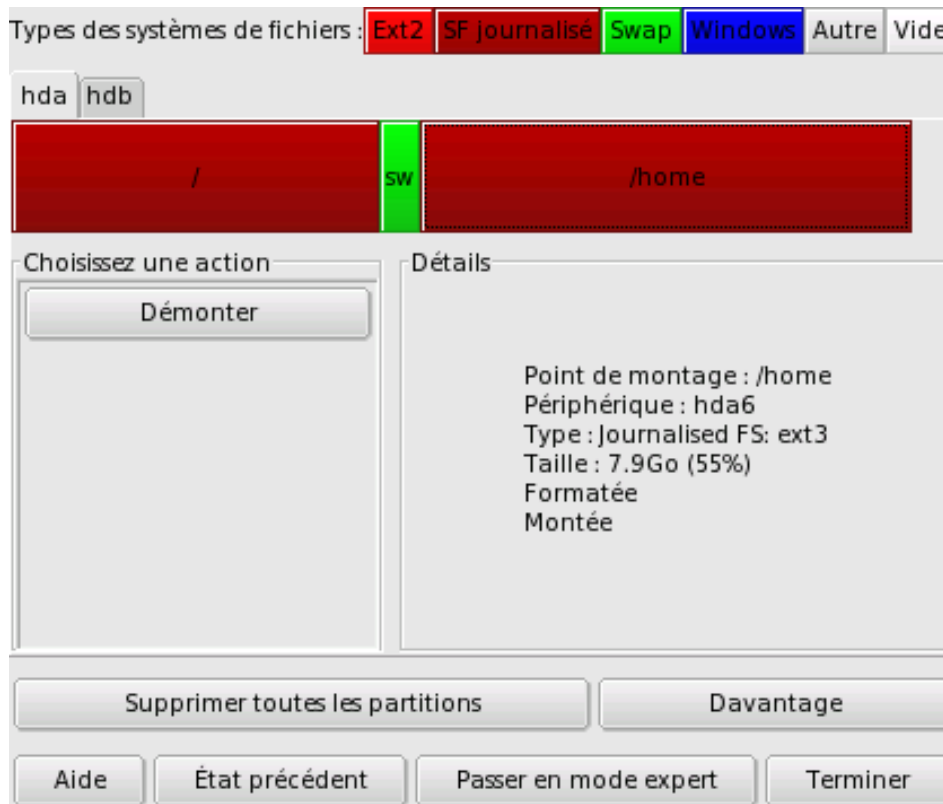 Types des systèmes de fichiers : Ext2 SF journalisé Swap Windows Autre Vide
hda hdb
/ sw /home
Choisissez une action
Démonter
Détails
Point de montage : /home
Périphérique : hda6
Type : Journalised FS: ext3
Taille : 7.9Go (55%)
Formatée
Montée
Supprimer toutes les partitions Davantage
Aide État précédent Passer en mode expert Terminer